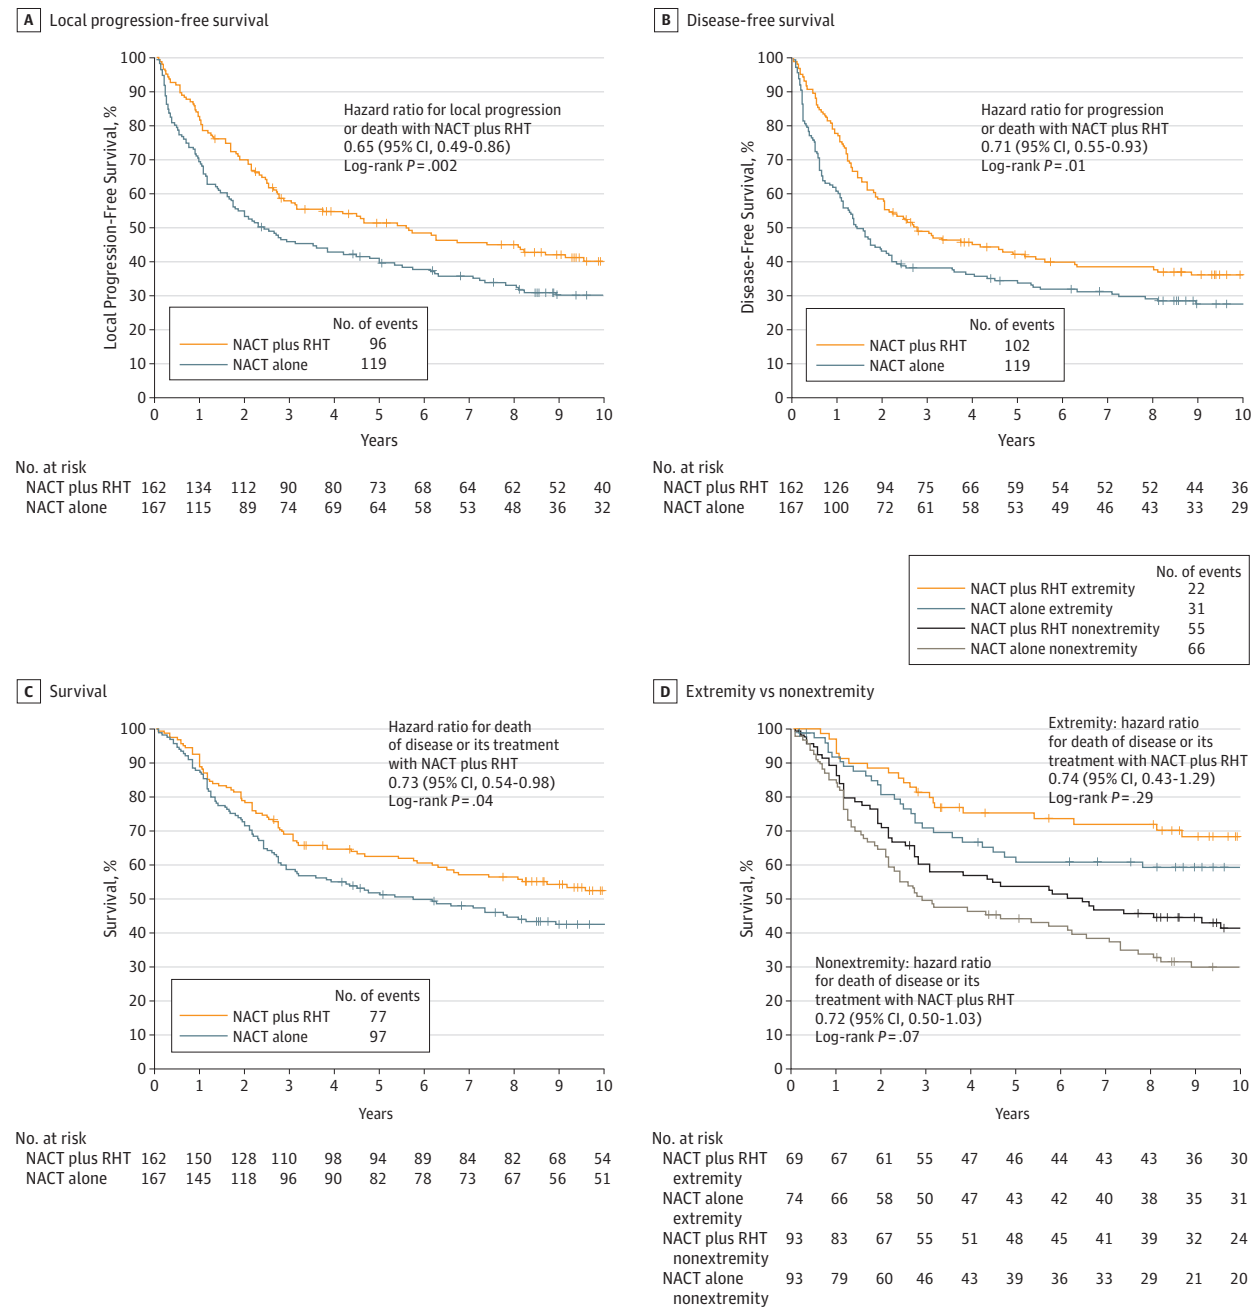 A Local progression-free survival
Local Progression-Free Survival, %
100
90
80
70
60
50
40
30
20
10
0
Hazard ratio for local progression
or death with NACT plus RHT
0.65 (95% CI, 0.49-0.86)
Log-rank P = .002
No. of events
NACT plus RHT 96
NACT alone 119
0 1 2 3 4 5 6 7 8 9 10
Years
No. at risk
NACT plus RHT 162 134 112 90 80 73 68 64 62 52 40
NACT alone 167 115 89 74 69 64 58 53 48 36 32
B Disease-free survival
Disease-Free Survival, %
100
90
80
70
60
50
40
30
20
10
0
Hazard ratio for progression
or death with NACT plus RHT
0.71 (95% CI, 0.55-0.93)
Log-rank P = .01
No. of events
NACT plus RHT 102
NACT alone 119
0 1 2 3 4 5 6 7 8 9 10
Years
No. at risk
NACT plus RHT 162 126 94 75 66 59 54 52 52 44 36
NACT alone 167 100 72 61 58 53 49 46 43 33 29
C Survival
Survival, %
100
90
80
70
60
50
40
30
20
10
0
Hazard ratio for death
of disease or its treatment
with NACT plus RHT
0.73 (95% CI, 0.54-0.98)
Log-rank P = .04
No. of events
NACT plus RHT 77
NACT alone 97
0 1 2 3 4 5 6 7 8 9 10
Years
No. at risk
NACT plus RHT 162 150 128 110 98 94 89 84 82 68 54
NACT alone 167 145 118 96 90 82 78 73 67 56 51
No. of events
NACT plus RHT extremity 22
NACT alone extremity 31
NACT plus RHT nonextremity 55
NACT alone nonextremity 66
D Extremity vs nonextremity
Survival, %
100
90
80
70
60
50
40
30
20
10
0
Extremity: hazard ratio
for death of disease or its
treatment with NACT plus RHT
0.74 (95% CI, 0.43-1.29)
Log-rank P = .29
Nonextremity: hazard ratio
for death of disease or its
treatment with NACT plus RHT
0.72 (95% CI, 0.50-1.03)
Log-rank P = .07
0 1 2 3 4 5 6 7 8 9 10
Years
No. at risk
NACT plus RHT 69 67 61 55 47 46 44 43 43 36 30
extremity
NACT alone 74 66 58 50 47 43 42 40 38 35 31
extremity
NACT plus RHT 93 83 67 55 51 48 45 41 39 32 24
nonextremity
NACT alone 93 79 60 46 43 39 36 33 29 21 20
nonextremity